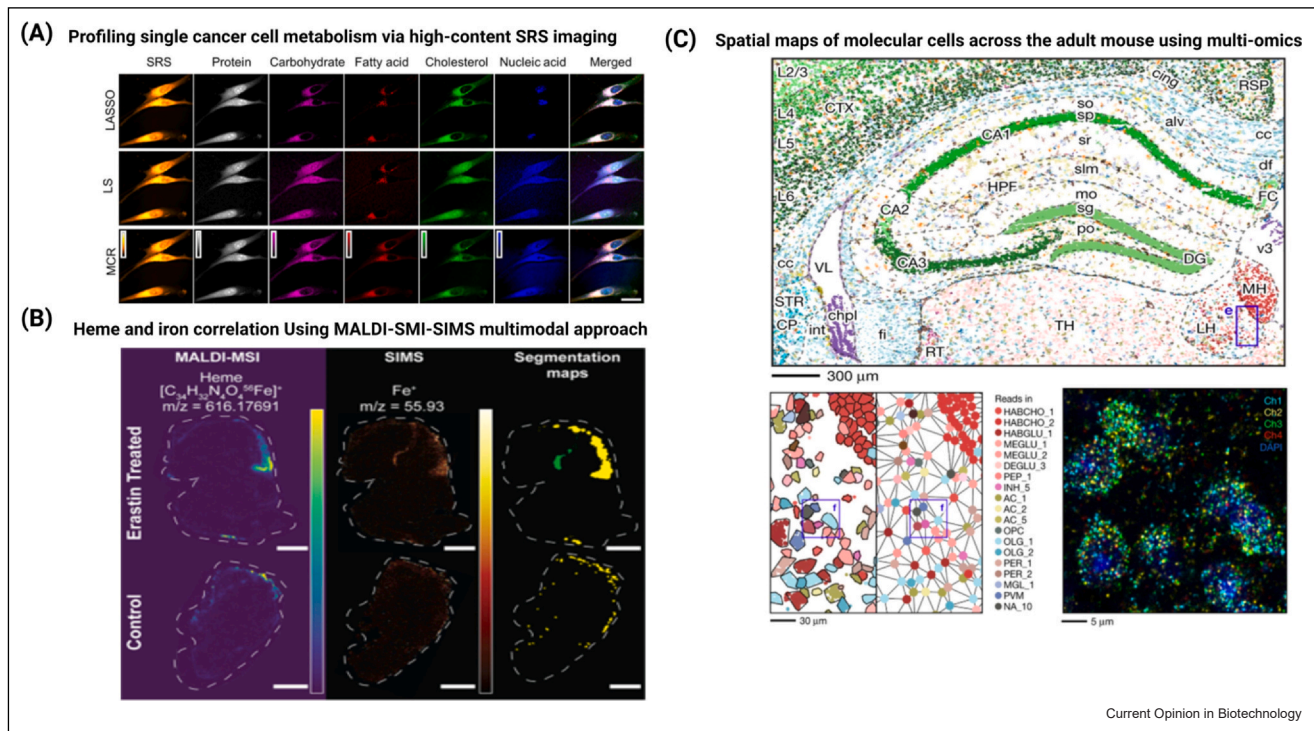 (A) Profiling single cancer cell metabolism via high-content SRS imaging
SRS Protein Carbohydrate Fatty acid Cholesterol Nucleic acid Merged
LASSO
LS
MCR
(B) Heme and iron correlation Using MALDI-SMI-SIMS multimodal approach
MALDI-MSI SIMS Segmentation
maps
Heme
[C₃₄H₃₂N₄O₄⁵⁶Fe]⁺ Fe⁺
m/z = 616.17691 m/z = 55.93
Erastin Treated
Control
(C) Spatial maps of molecular cells across the adult mouse using multi-omics
L2/3
CTX
L4
L5
L6
cing
RSP
so
sp
alv
CA1
sr
cc
df
slm
HPF
mo
FC
CA2
sg
po
v3
CA3
DG
cc
VL
MH
STR
CP
chpl
e
int
fi
TH
LH
RT
300 μm
Reads in
HABCHO_1
HABCHO_2
HABGLU_1
MEGLU_1
MEGLU_2
DEGLU_3
PEP_1
INH_5
AC_1
AC_2
AC_5
OPC
OLG_1
OLG_2
PER_1
PER_2
MGL_1
PVM
NA_10
f
f
30 μm
Ch1
Ch2
Ch3
Ch4
DAPI
5 μm
Current Opinion in Biotechnology